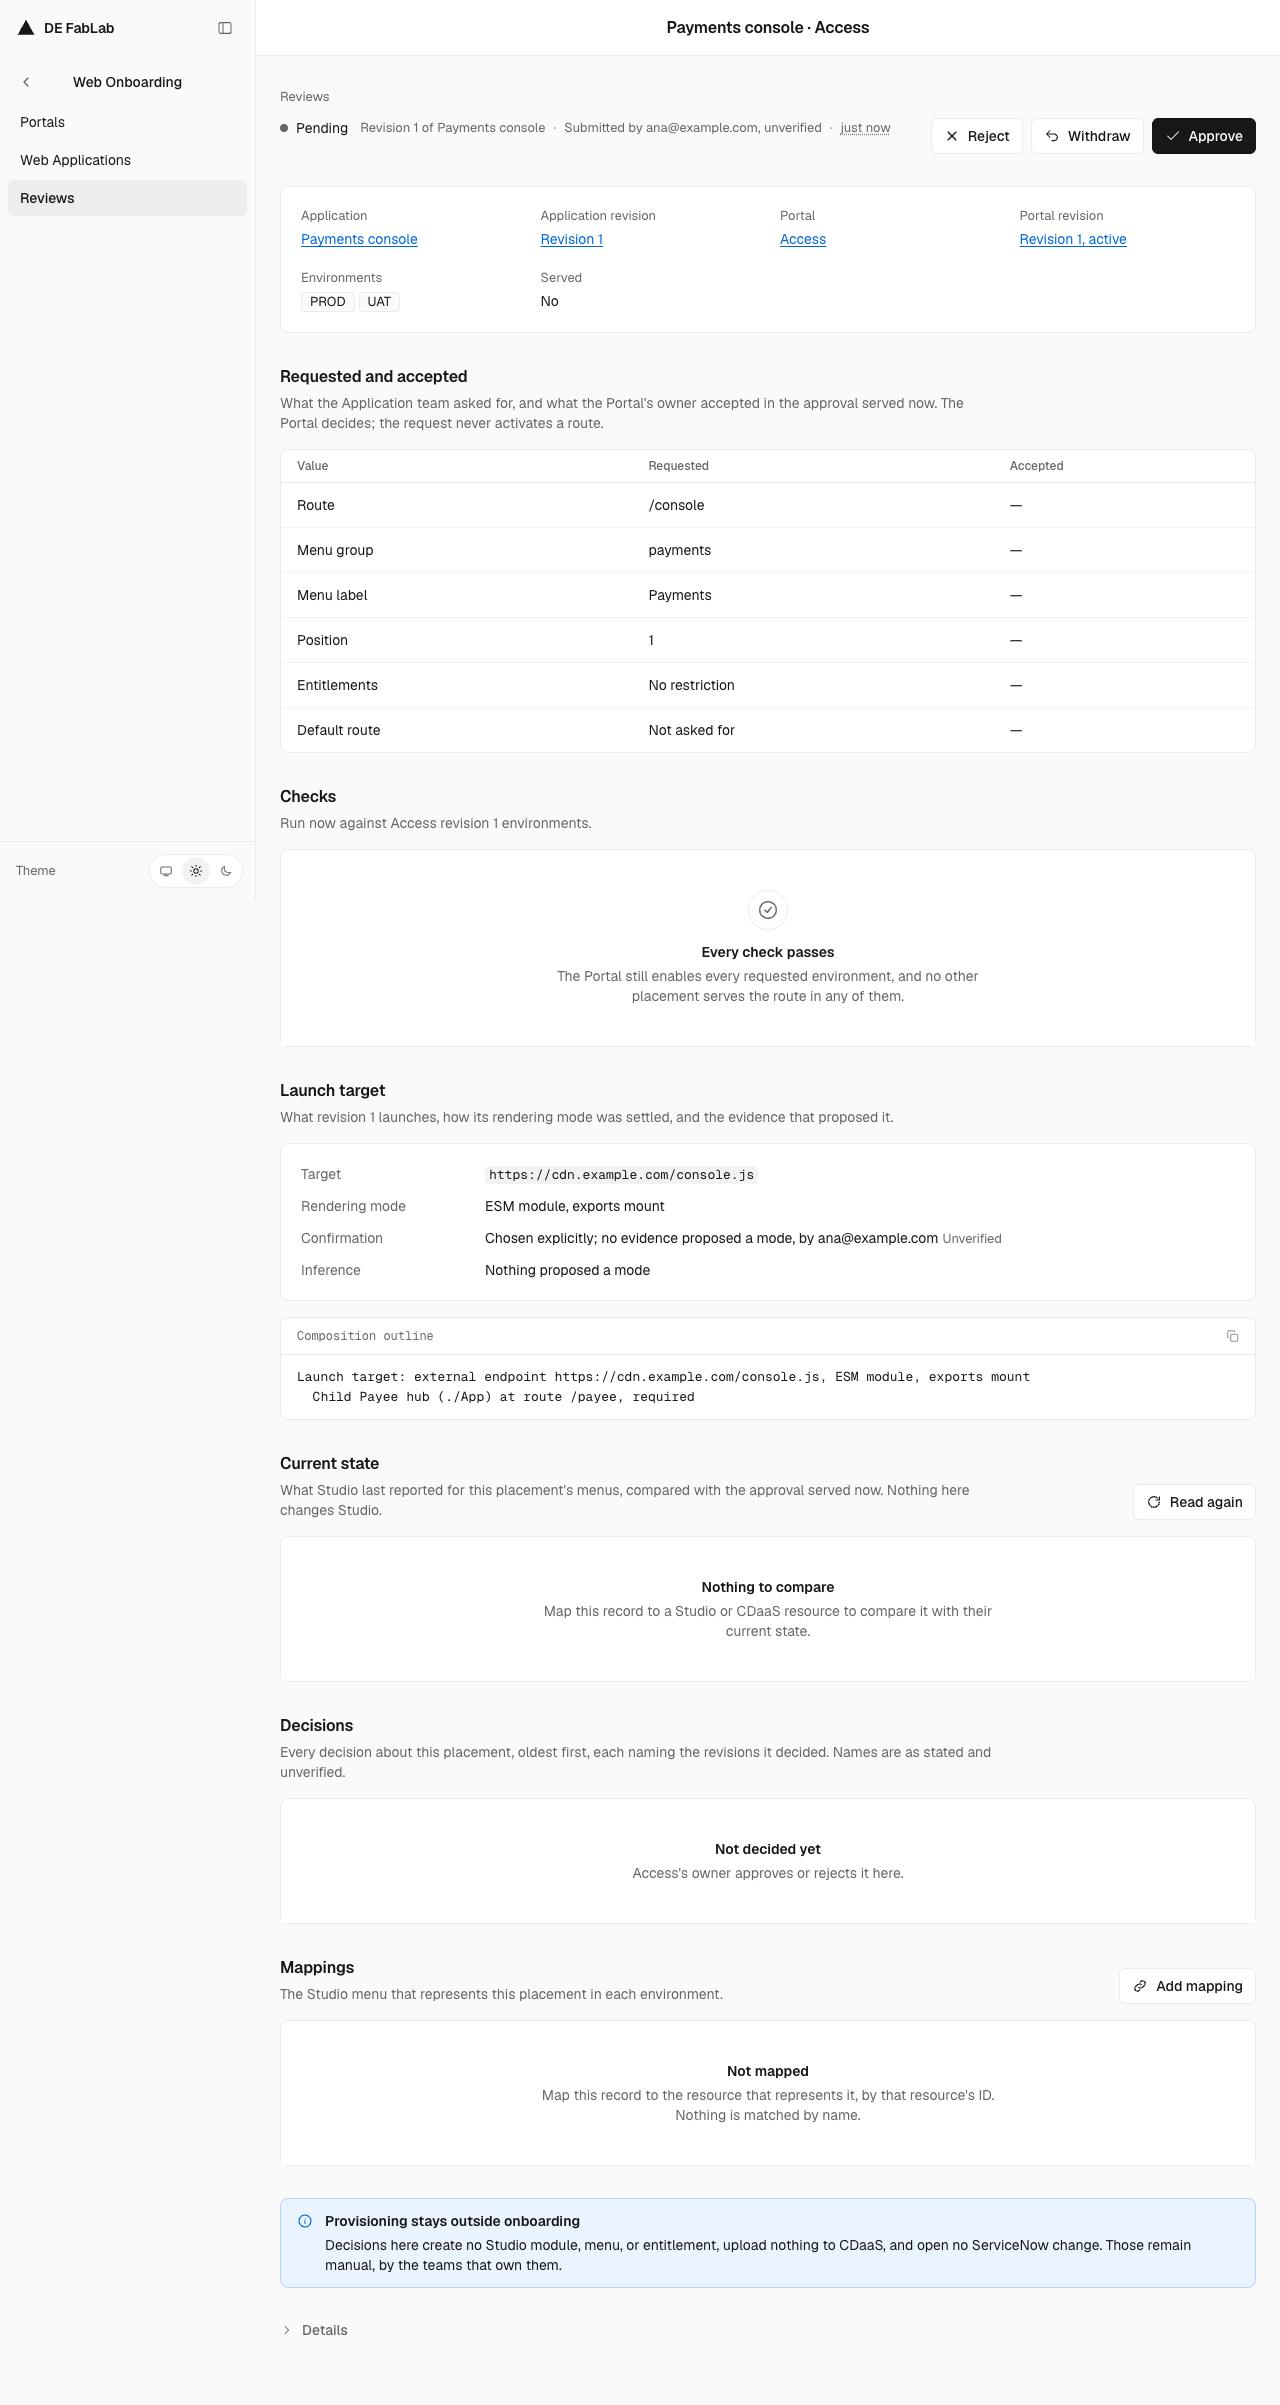 DE FabLab
Payments console · Access
Web Onboarding
Portals
Web Applications
Reviews
Theme
Reviews
Pending Revision 1 of Payments console · Submitted by ana@example.com, unverified · just now
Reject Withdraw Approve
Application Application revision Portal Portal revision
Payments console Revision 1 Access Revision 1, active
Environments Served
PROD UAT No
Requested and accepted
What the Application team asked for, and what the Portal's owner accepted in the approval served now. The
Portal decides; the request never activates a route.
Value Requested Accepted
Route /console —
Menu group payments —
Menu label Payments —
Position 1 —
Entitlements No restriction —
Default route Not asked for —
Checks
Run now against Access revision 1 environments.
Every check passes
The Portal still enables every requested environment, and no other
placement serves the route in any of them.
Launch target
What revision 1 launches, how its rendering mode was settled, and the evidence that proposed it.
Target https://cdn.example.com/console.js
Rendering mode ESM module, exports mount
Confirmation Chosen explicitly; no evidence proposed a mode, by ana@example.com Unverified
Inference Nothing proposed a mode
Composition outline
Launch target: external endpoint https://cdn.example.com/console.js, ESM module, exports mount
Child Payee hub (./App) at route /payee, required
Current state
What Studio last reported for this placement's menus, compared with the approval served now. Nothing here
changes Studio.
Read again
Nothing to compare
Map this record to a Studio or CDaaS resource to compare it with their
current state.
Decisions
Every decision about this placement, oldest first, each naming the revisions it decided. Names are as stated and
unverified.
Not decided yet
Access's owner approves or rejects it here.
Mappings
The Studio menu that represents this placement in each environment.
Add mapping
Not mapped
Map this record to the resource that represents it, by that resource's ID.
Nothing is matched by name.
Provisioning stays outside onboarding
Decisions here create no Studio module, menu, or entitlement, upload nothing to CDaaS, and open no ServiceNow change. Those remain
manual, by the teams that own them.
Details